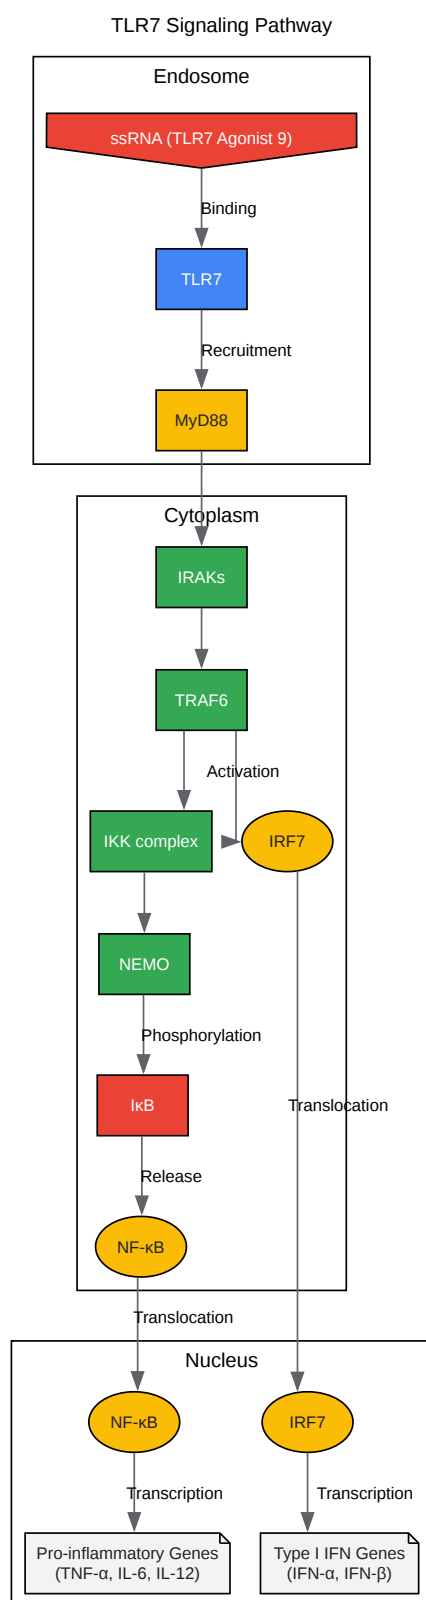 TLR7 Signaling Pathway
Endosome
ssRNA (TLR7 Agonist 9)
Binding
TLR7
Recruitment
MyD88
Cytoplasm
IRAKs
TRAF6
Activation
IKK complex
IRF7
NEMO
Phosphorylation
IκB
Translocation
Release
NF-κB
Translocation
Nucleus
NF-κB
IRF7
Transcription
Transcription
Pro-inflammatory Genes
(TNF-α, IL-6, IL-12)
Type I IFN Genes
(IFN-α, IFN-β)